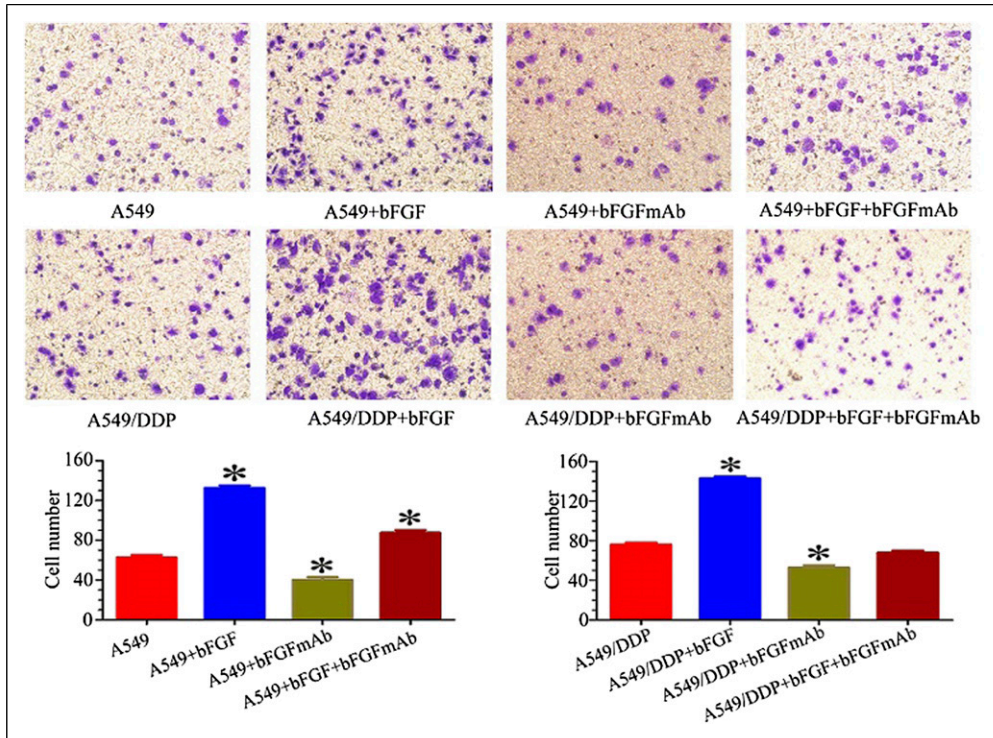 A549
A549+bFGF
A549+bFGFmAb
A549+bFGF+bFGFmAb
A549/DDP
A549/DDP+bFGF
A549/DDP+bFGFmAb
A549/DDP+bFGF+bFGFmAb
Cell number
160
120
80
40
0
*
*
*
A549
A549+bFGF
A549+bFGFmAb
A549+bFGF+bFGFmAb
Cell number
160
120
80
40
0
*
*
A549/DDP
A549/DDP+bFGF
A549/DDP+bFGFmAb
A549/DDP+bFGF+bFGFmAb